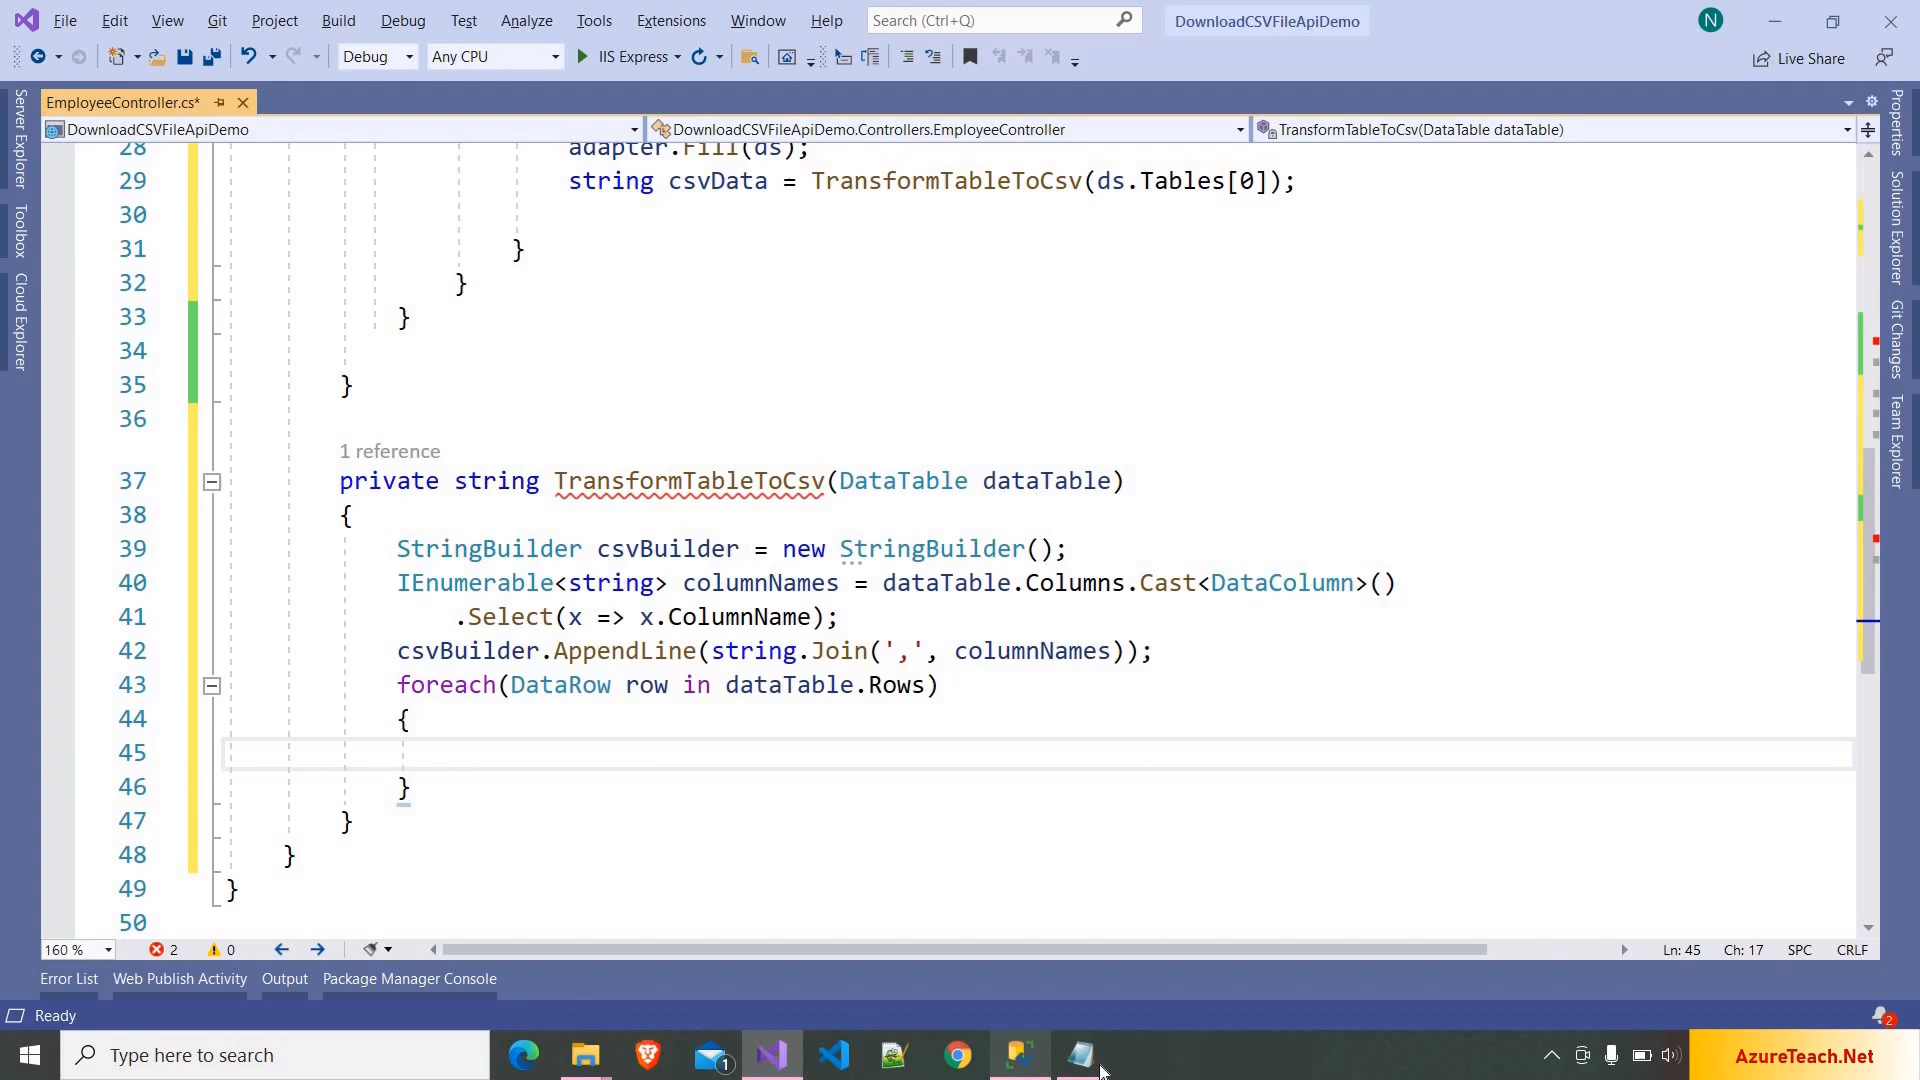 File Edit View Git Project Build Debug Test Analyze Tools Extensions Window Help Search (Ctrl+Q) DownloadCSVFileApiDemo N
Debug Any CPU IIS Express Live Share
EmployeeController.cs*
DownloadCSVFileApiDemo DownloadCSVFileApiDemo.Controllers.EmployeeController TransformTableToCsv(DataTable dataTable)
Server Explorer
Toolbox
Cloud Explorer
28 adapter.Fill(ds);
29 string csvData = TransformTableToCsv(ds.Tables[0]);
30
31 }
32 }
33 }
34
35 }
36
1 reference
37 private string TransformTableToCsv(DataTable dataTable)
38 {
39 StringBuilder csvBuilder = new StringBuilder();
40 IEnumerable<string> columnNames = dataTable.Columns.Cast<DataColumn>()
41 .Select(x => x.ColumnName);
42 csvBuilder.AppendLine(string.Join(',', columnNames));
43 foreach(DataRow row in dataTable.Rows)
44 {
45
46 }
47 }
48 }
49 }
50
Properties
Solution Explorer
Git Changes
Team Explorer
160 % 2 0 Ln: 45 Ch: 17 SPC CRLF
Error List Web Publish Activity Output Package Manager Console
Ready 2
Type here to search 1 AzureTeach.Net